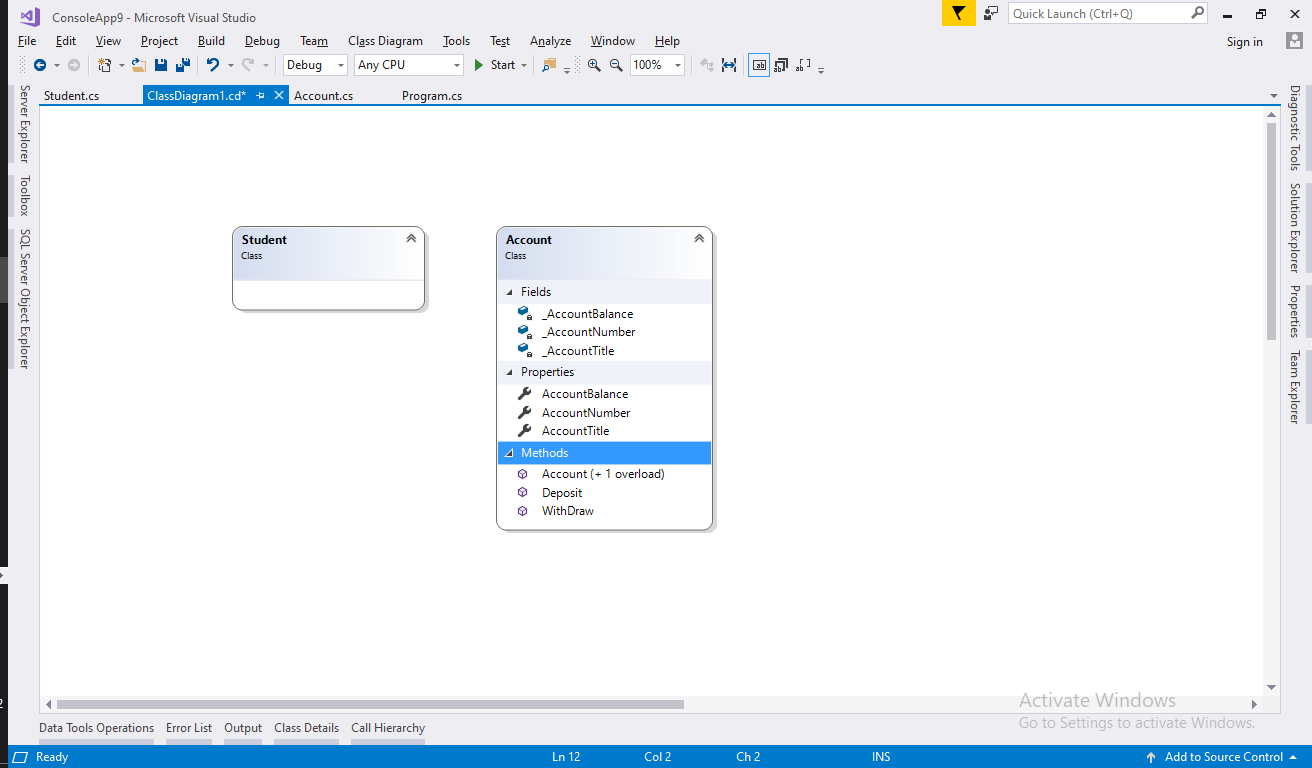 ConsoleApp9 - Microsoft Visual Studio
Quick Launch (Ctrl+Q)
File Edit View Project Build Debug Team Class Diagram Tools Test Analyze Window Help
Sign in
Debug Any CPU Start 100%
Student.cs ClassDiagram1.cd* Account.cs Program.cs
Server Explorer
Toolbox
SQL Server Object Explorer
Student
Class
Account
Class
Fields
_AccountBalance
_AccountNumber
_AccountTitle
Properties
AccountBalance
AccountNumber
AccountTitle
Methods
Account (+ 1 overload)
Deposit
WithDraw
Diagnostic Tools
Solution Explorer
Properties
Team Explorer
Activate Windows
Go to Settings to activate Windows.
Data Tools Operations Error List Output Class Details Call Hierarchy
Ready Ln 12 Col 2 Ch 2 INS Add to Source Control